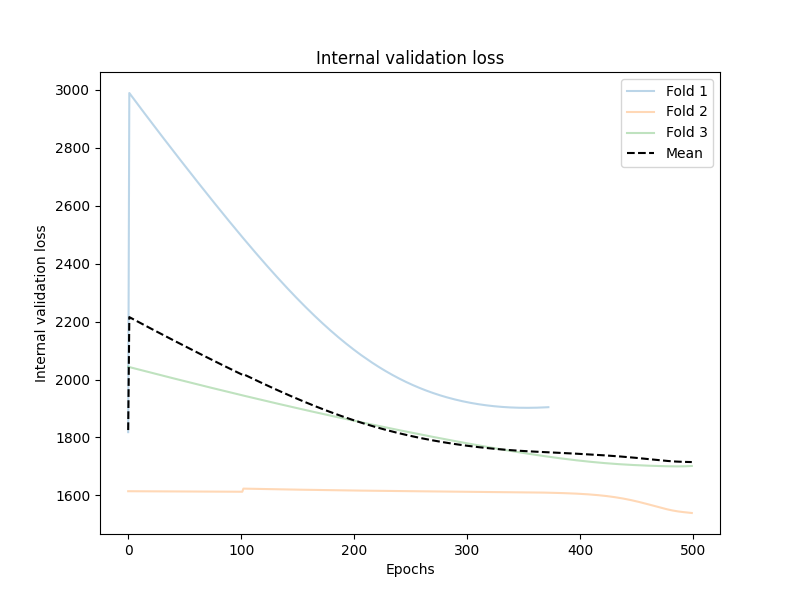 Internal validation loss
Fold 1
Fold 2
Fold 3
Mean
Internal validation loss
3000
2800
2600
2400
2200
2000
1800
1600
0 100 200 300 400 500
Epochs